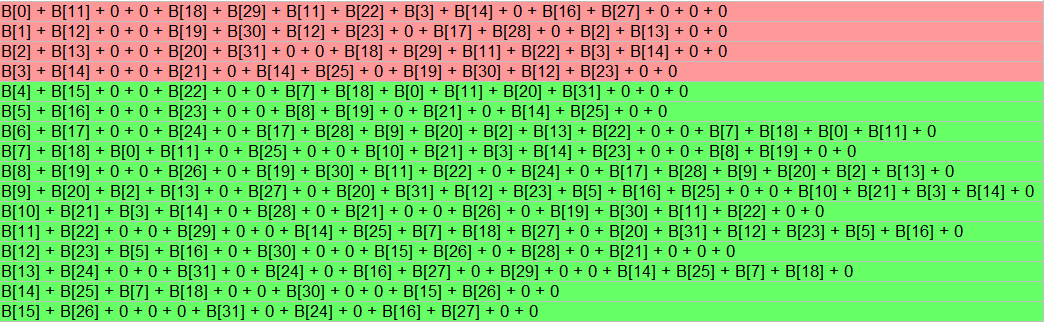 B[0] + B[11] + 0 + 0 + B[18] + B[29] + B[11] + B[22] + B[3] + B[14] + 0 + B[16] + B[27] + 0 + 0 + 0
B[1] + B[12] + 0 + 0 + B[19] + B[30] + B[12] + B[23] + 0 + B[17] + B[28] + 0 + B[2] + B[13] + 0 + 0
B[2] + B[13] + 0 + 0 + B[20] + B[31] + 0 + 0 + B[18] + B[29] + B[11] + B[22] + B[3] + B[14] + 0 + 0
B[3] + B[14] + 0 + 0 + B[21] + 0 + B[14] + B[25] + 0 + B[19] + B[30] + B[12] + B[23] + 0 + 0
B[4] + B[15] + 0 + 0 + B[22] + 0 + 0 + B[7] + B[18] + B[0] + B[11] + B[20] + B[31] + 0 + 0 + 0
B[5] + B[16] + 0 + 0 + B[23] + 0 + 0 + B[8] + B[19] + 0 + B[21] + 0 + B[14] + B[25] + 0 + 0
B[6] + B[17] + 0 + 0 + B[24] + 0 + B[17] + B[28] + B[9] + B[20] + B[2] + B[13] + B[22] + 0 + 0 + B[7] + B[18] + B[0] + B[11] + 0
B[7] + B[18] + B[0] + B[11] + 0 + B[25] + 0 + 0 + B[10] + B[21] + B[3] + B[14] + B[23] + 0 + 0 + B[8] + B[19] + 0 + 0
B[8] + B[19] + 0 + 0 + B[26] + 0 + B[19] + B[30] + B[11] + B[22] + 0 + B[24] + 0 + B[17] + B[28] + B[9] + B[20] + B[2] + B[13] + 0
B[9] + B[20] + B[2] + B[13] + 0 + B[27] + 0 + B[20] + B[31] + B[12] + B[23] + B[5] + B[16] + B[25] + 0 + 0 + B[10] + B[21] + B[3] + B[14] + 0
B[10] + B[21] + B[3] + B[14] + 0 + B[28] + 0 + B[21] + 0 + 0 + B[26] + 0 + B[19] + B[30] + B[11] + B[22] + 0 + 0
B[11] + B[22] + 0 + 0 + B[29] + 0 + 0 + B[14] + B[25] + B[7] + B[18] + B[27] + 0 + B[20] + B[31] + B[12] + B[23] + B[5] + B[16] + 0
B[12] + B[23] + B[5] + B[16] + 0 + B[30] + 0 + 0 + B[15] + B[26] + 0 + B[28] + 0 + B[21] + 0 + 0 + 0
B[13] + B[24] + 0 + 0 + B[31] + 0 + B[24] + 0 + B[16] + B[27] + 0 + B[29] + 0 + 0 + B[14] + B[25] + B[7] + B[18] + 0
B[14] + B[25] + B[7] + B[18] + 0 + 0 + B[30] + 0 + 0 + B[15] + B[26] + 0 + 0
B[15] + B[26] + 0 + 0 + 0 + B[31] + 0 + B[24] + 0 + B[16] + B[27] + 0 + 0